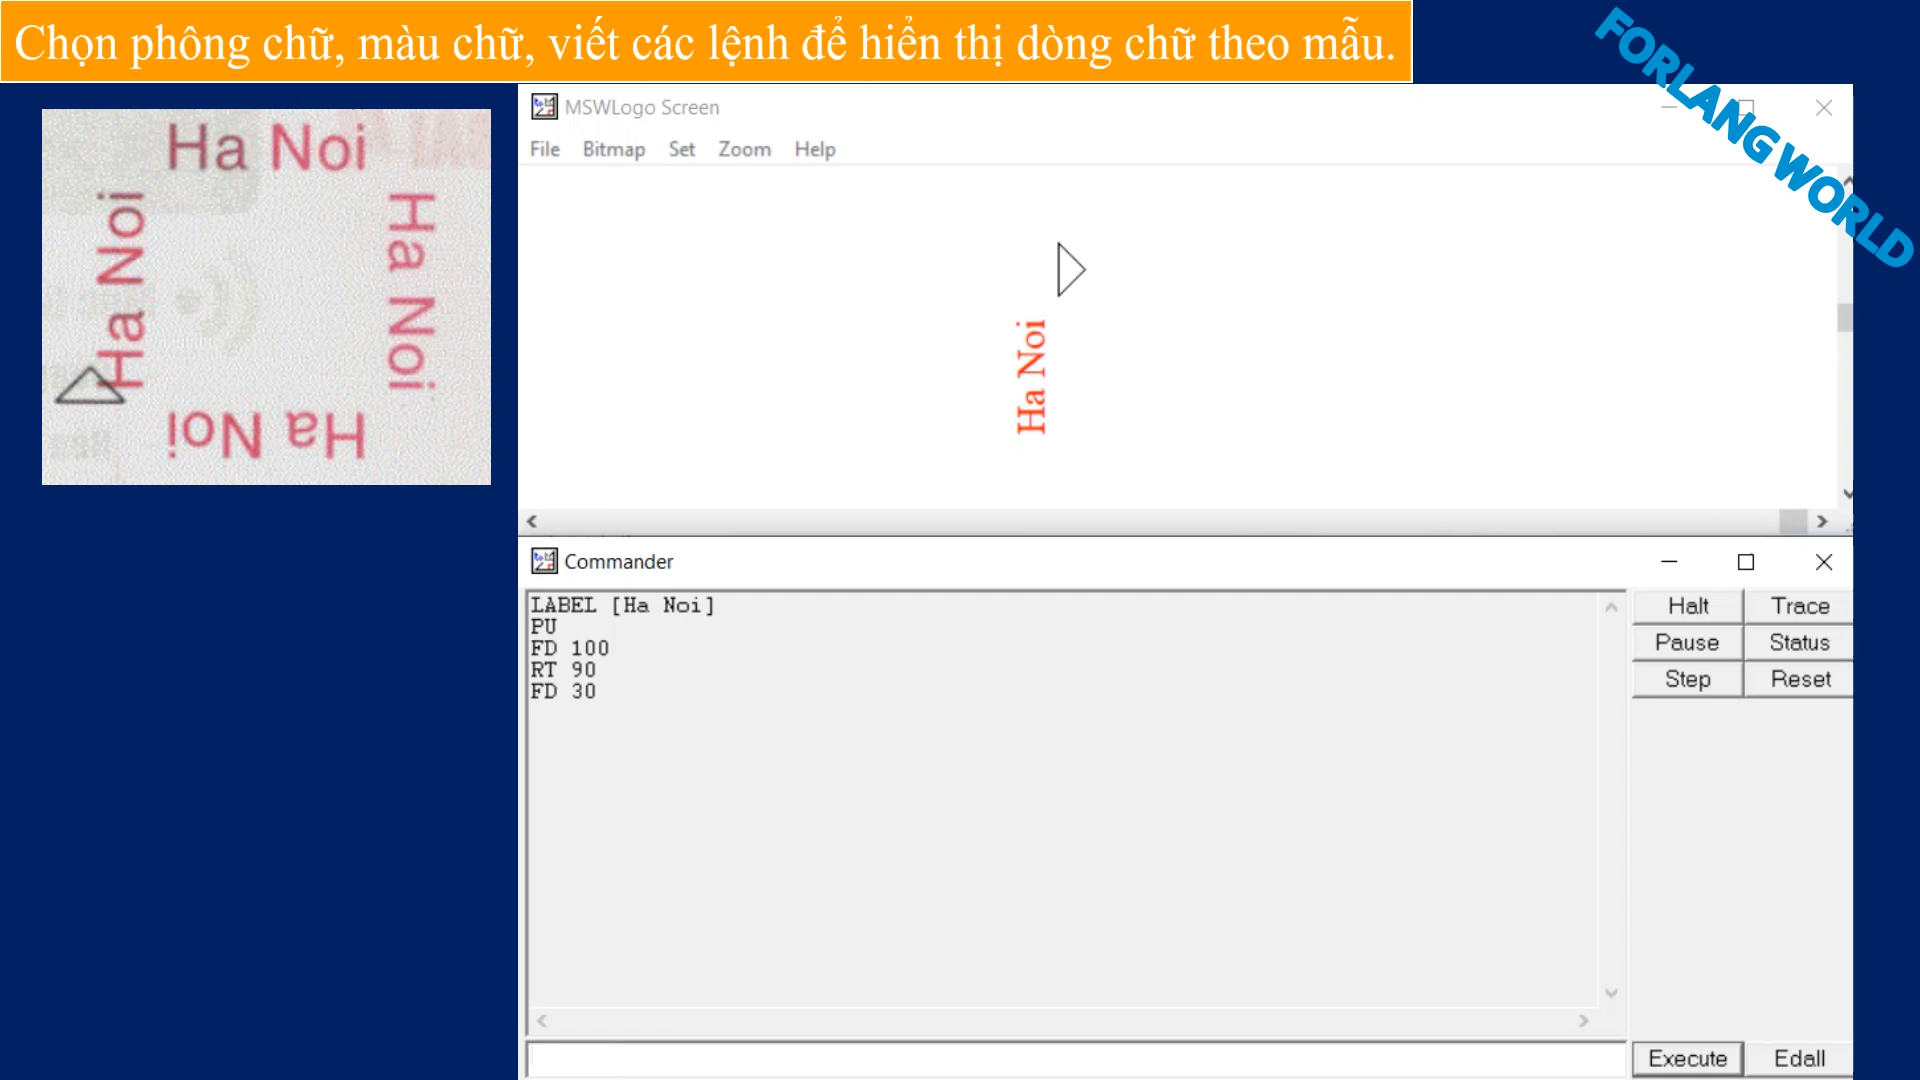 Chọn phông chữ, màu chữ, viết các lệnh để hiển thị dòng chữ theo mẫu.
FORLANG WORLD
Ha Noi
Ha Noi
Ha Noi
Ha Noi
MSWLogo Screen
File Bitmap Set Zoom Help
Ha Noi
Commander
LABEL [Ha Noi]
PU
FD 100
RT 90
FD 30
Halt Trace
Pause Status
Step Reset
Execute Edall